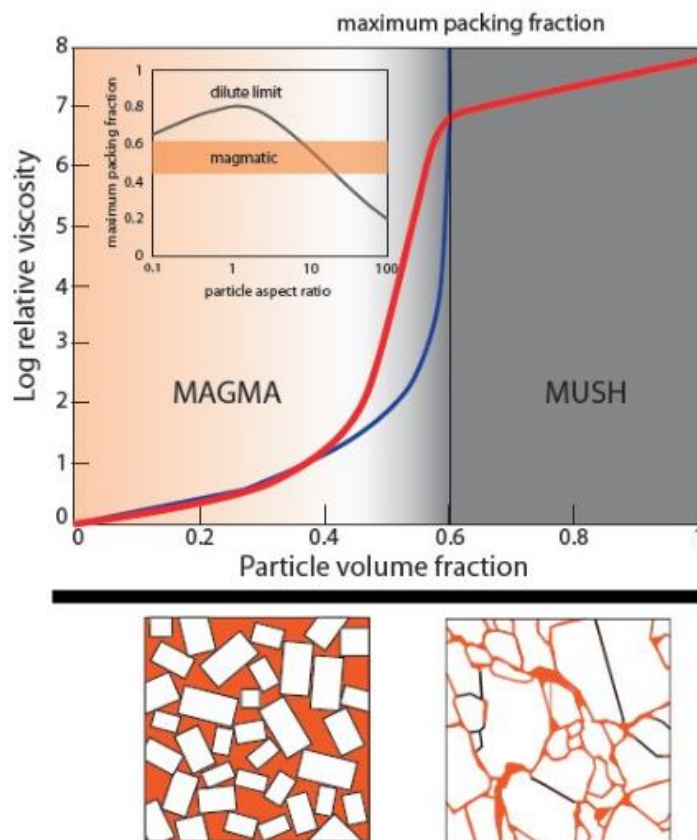 maximum packing fraction
8
7
6
5
4
3
2
1
0
Log relative viscosity
1
0.8
0.6
0.4
0.2
0
maximum packing fraction
dilute limit
magmatic
0.1 1 10 100
particle aspect ratio
MAGMA
MUSH
0 0.2 0.4 0.6 0.8 1
Particle volume fraction